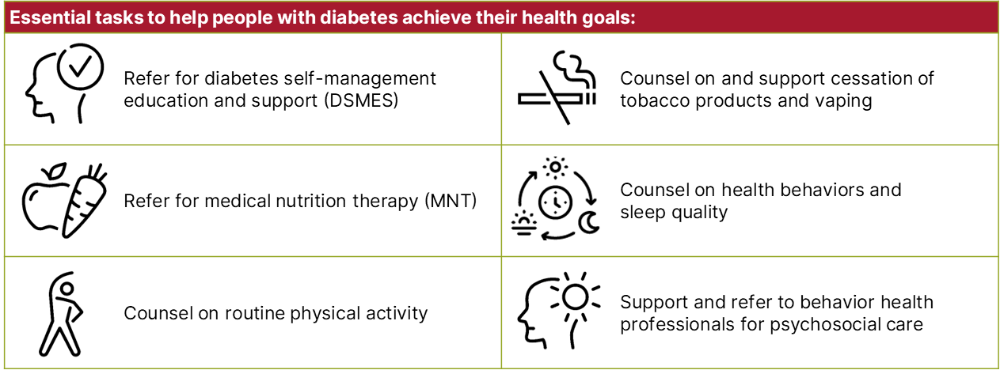 Essential tasks to help people with diabetes achieve their health goals:
Refer for diabetes self-management
education and support (DSMES)
Counsel on and support cessation of
tobacco products and vaping
Refer for medical nutrition therapy (MNT)
Counsel on health behaviors and
sleep quality
Counsel on routine physical activity
Support and refer to behavior health
professionals for psychosocial care